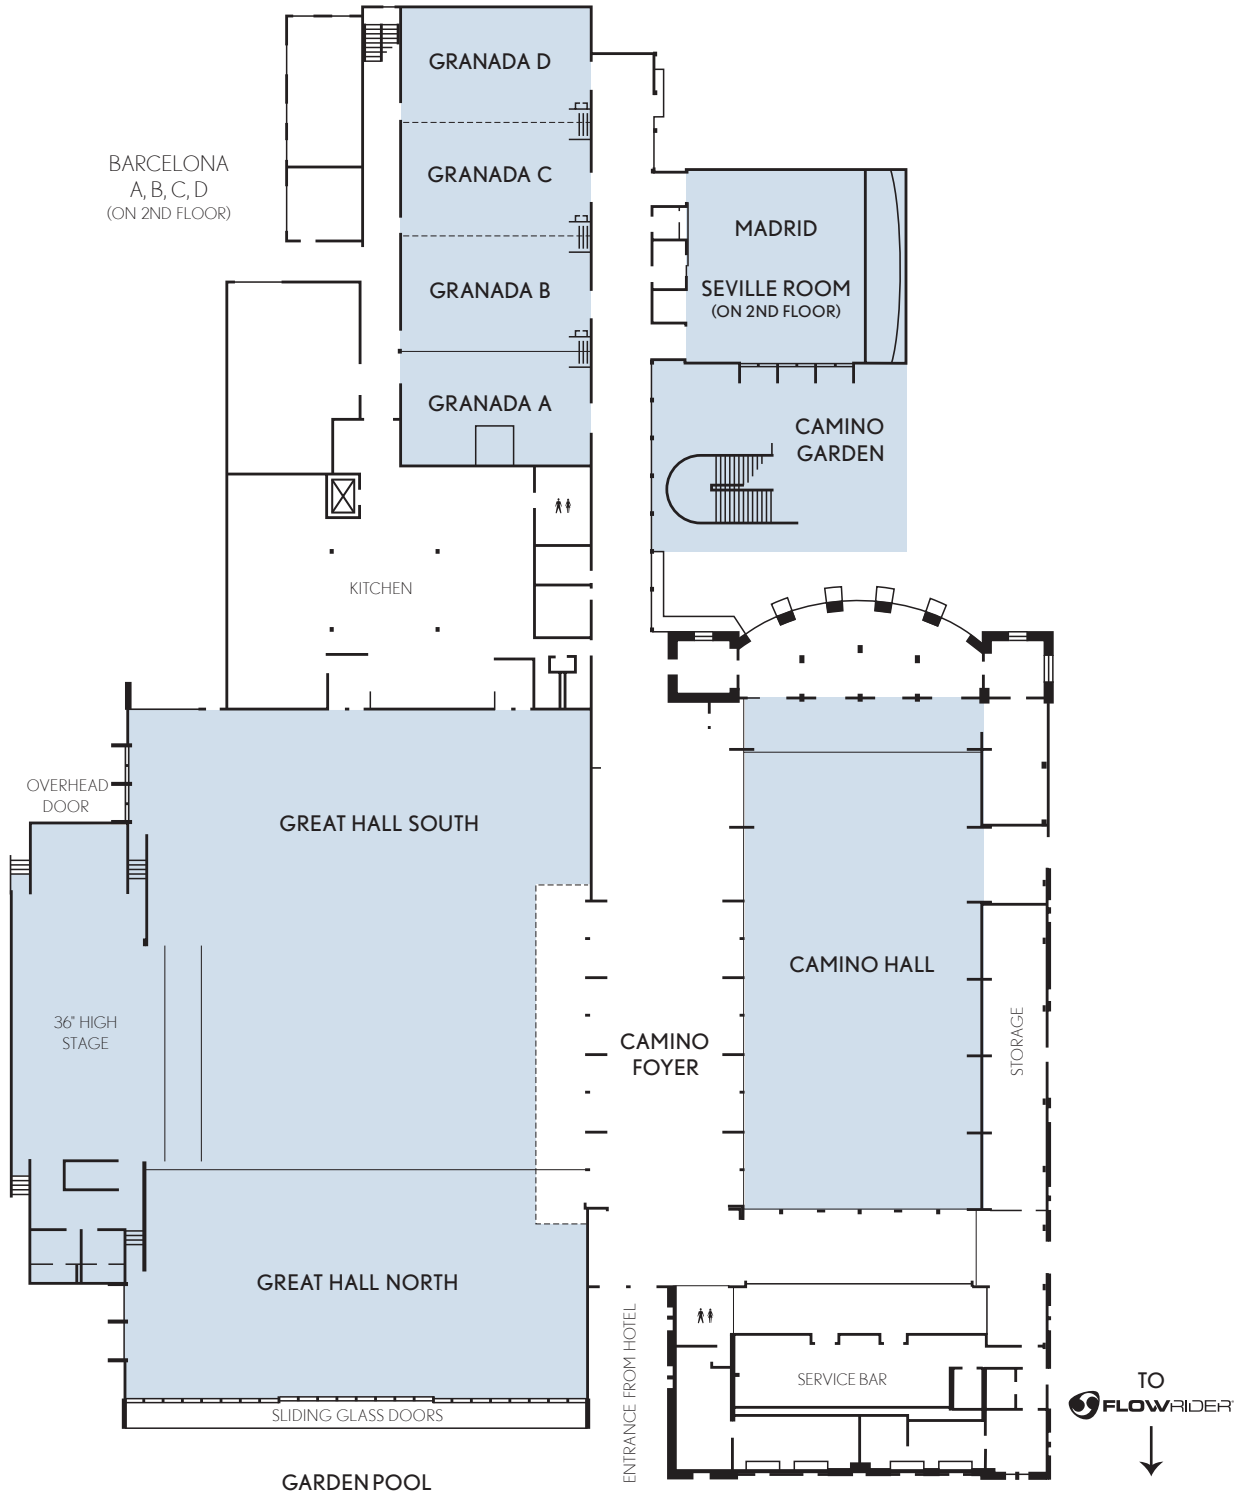 GRANADA D
BARCELONA
A, B, C, D
(ON 2ND FLOOR)
GRANADA C
MADRID
SEVILLE ROOM
(ON 2ND FLOOR)
GRANADA B
GRANADA A
CAMINO
GARDEN
KITCHEN
OVERHEAD
DOOR
GREAT HALL SOUTH
CAMINO HALL
36" HIGH
STAGE
CAMINO
FOYER
STORAGE
GREAT HALL NORTH
ENTRANCE FROM HOTEL
SERVICE BAR
TO
FLOWRIDER
SLIDING GLASS DOORS
GARDEN POOL